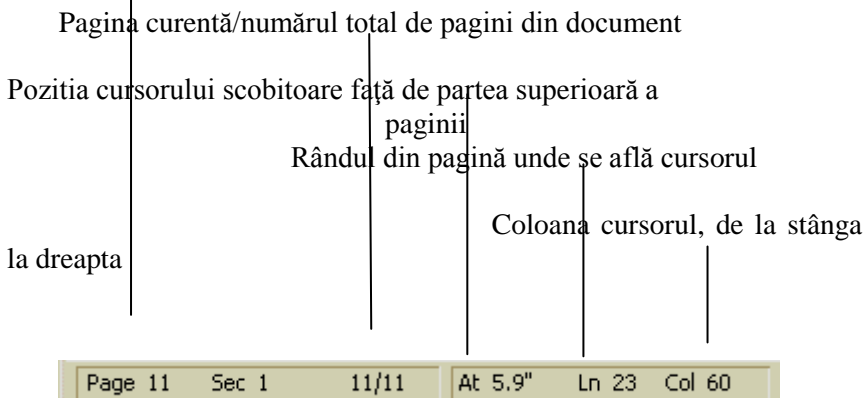 Pagina curentă/numărul total de pagini din document
Pozitia cursorului scobitoare faţă de partea superioară a
paginii
Rândul din pagină unde se află cursorul
Coloana cursorul, de la stânga
la dreapta
Page 11 Sec 1 11/11 At 5.9" Ln 23 Col 60